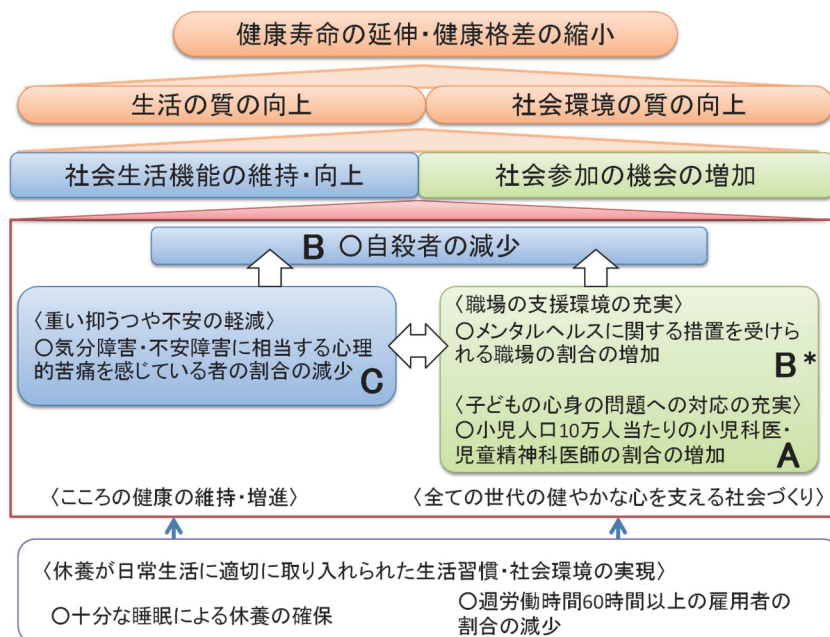 健康寿命の延伸・健康格差の縮小
生活の質の向上
社会環境の質の向上
社会生活機能の維持・向上
社会参加の機会の増加
B ○自殺者の減少
〈重い抑うつや不安の軽減〉
○気分障害・不安障害に相当する心理
的苦痛を感じている者の割合の減少
C
〈職場の支援環境の充実〉
○メンタルヘルスに関する措置を受けら
れる職場の割合の増加
B*
〈子どもの心身の問題への対応の充実〉
○小児人口10万人当たりの小児科医・
児童精神科医師の割合の増加
A
〈こころの健康の維持・増進〉
〈全ての世代の健やかな心を支える社会づくり〉
〈休養が日常生活に適切に取り入れられた生活習慣・社会環境の実現〉
○十分な睡眠による休養の確保
○週労働時間60時間以上の雇用者の
割合の減少